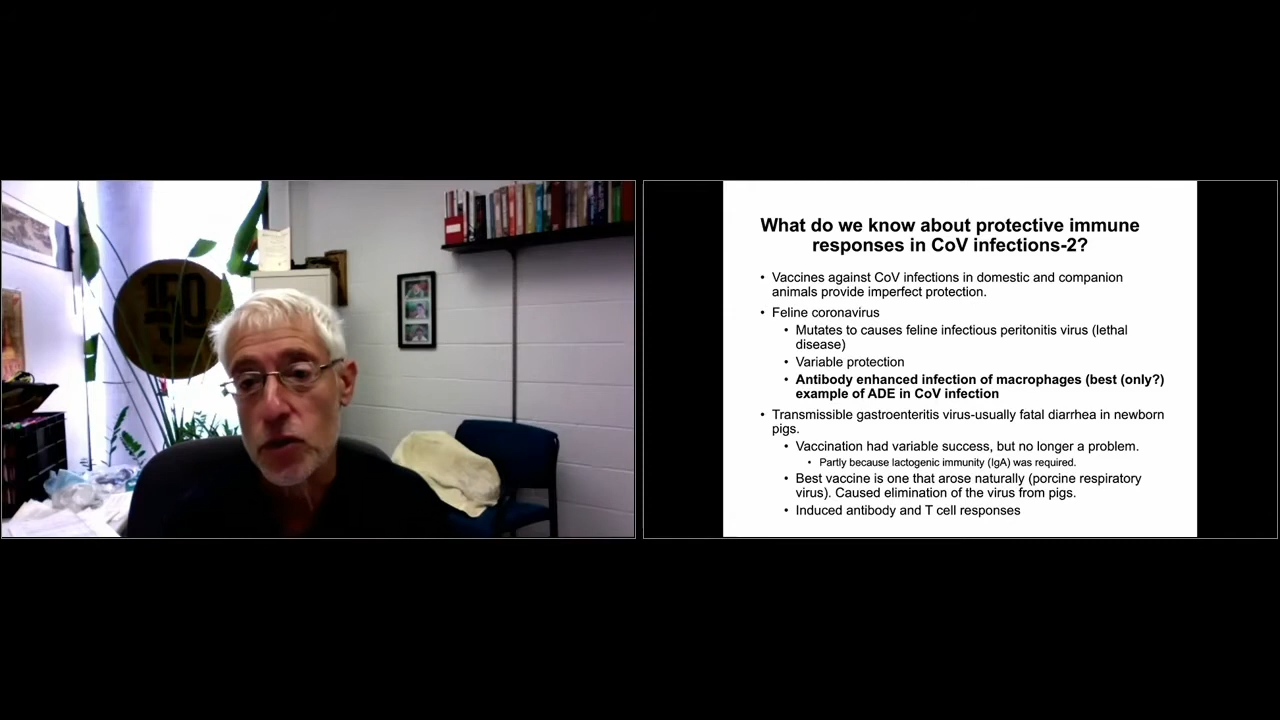 150
What do we know about protective immune
responses in CoV infections-2?
• Vaccines against CoV infections in domestic and companion
animals provide imperfect protection.
• Feline coronavirus
• Mutates to causes feline infectious peritonitis virus (lethal
disease)
• Variable protection
• Antibody enhanced infection of macrophages (best (only?)
example of ADE in CoV infection
• Transmissible gastroenteritis virus-usually fatal diarrhea in newborn
pigs.
• Vaccination had variable success, but no longer a problem.
• Partly because lactogenic immunity (IgA) was required.
• Best vaccine is one that arose naturally (porcine respiratory
virus). Caused elimination of the virus from pigs.
• Induced antibody and T cell responses